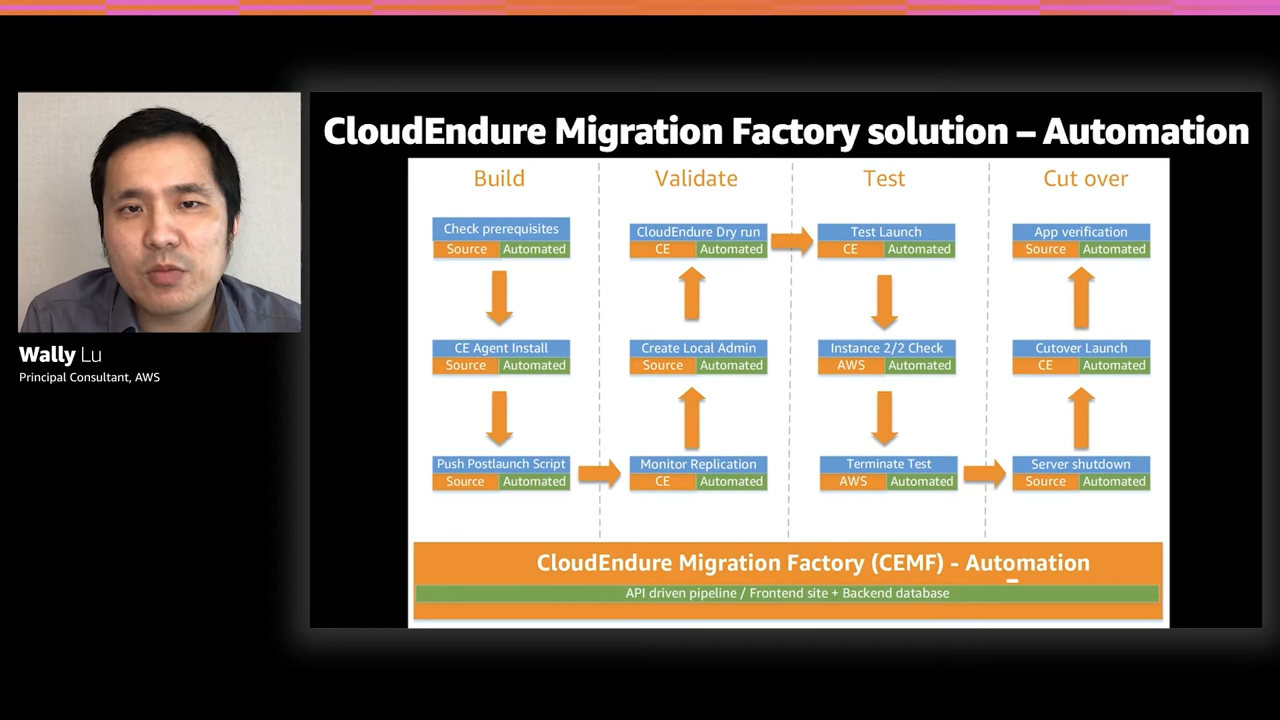 CloudEndure Migration Factory solution – Automation
Wally Lu
Principal Consultant, AWS
Build
Check prerequisites
Source Automated
CE Agent Install
Source Automated
Push Postlaunch Script
Source Automated
Validate
CloudEndure Dry run
CE Automated
Create Local Admin
Source Automated
Monitor Replication
CE Automated
Test
Test Launch
CE Automated
Instance 2/2 Check
AWS Automated
Terminate Test
AWS Automated
Cut over
App verification
Source Automated
Cutover Launch
CE Automated
Server shutdown
Source Automated
CloudEndure Migration Factory (CEMF) - Automation
API driven pipeline / Frontend site + Backend database